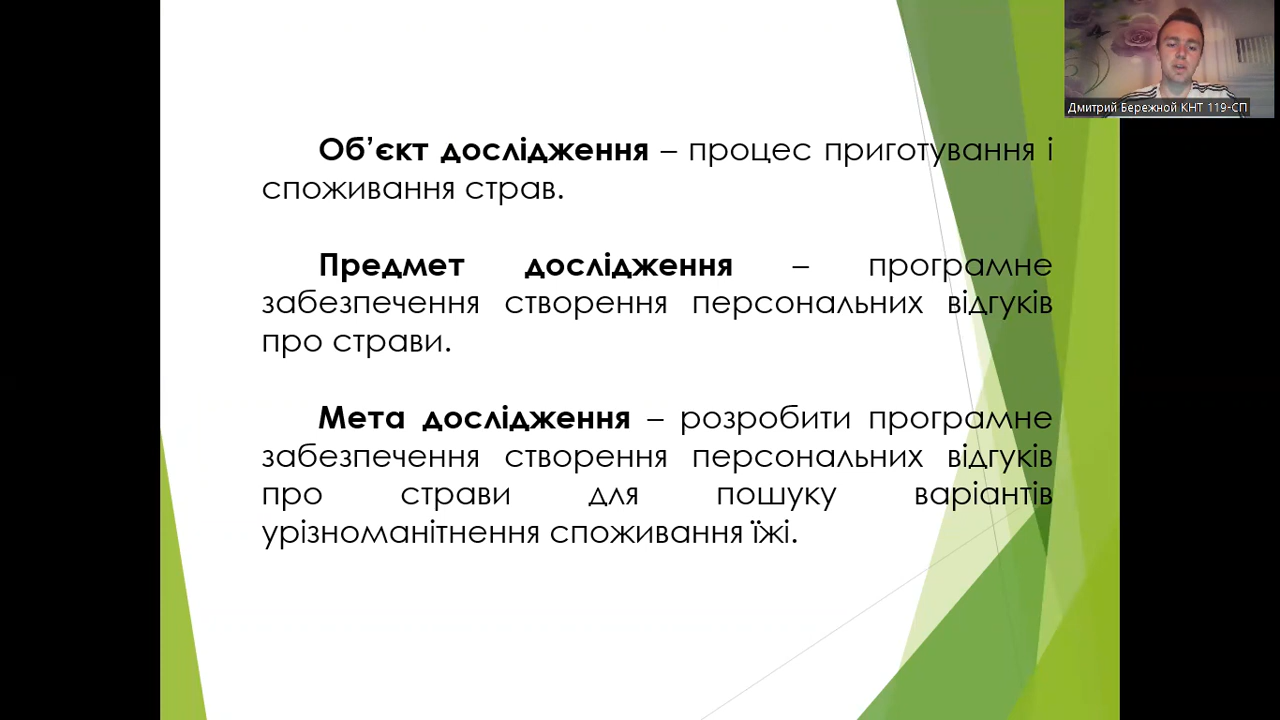 Дмитрий Бережной КНТ 119-СП
Об’єкт дослідження – процес приготування і
споживання страв.
Предмет дослідження – програмне
забезпечення створення персональних відгуків
про страви.
Мета дослідження – розробити програмне
забезпечення створення персональних відгуків
про страви для пошуку варіантів
урізноманітнення споживання їжі.